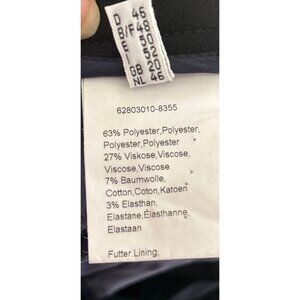 D 46
B/F 48
E 50
I 52
GB 20
NL 46
62803010-8355
63% Polyester,Polyester,
Polyester,Polyester
27% Viskose,Viscose,
Viscose,Viscose
7% Baumwolle,
Cotton,Coton,Katoen
3% Elasthan,
Elastane,Élasthanne,
Elastaan
Futter,Lining,